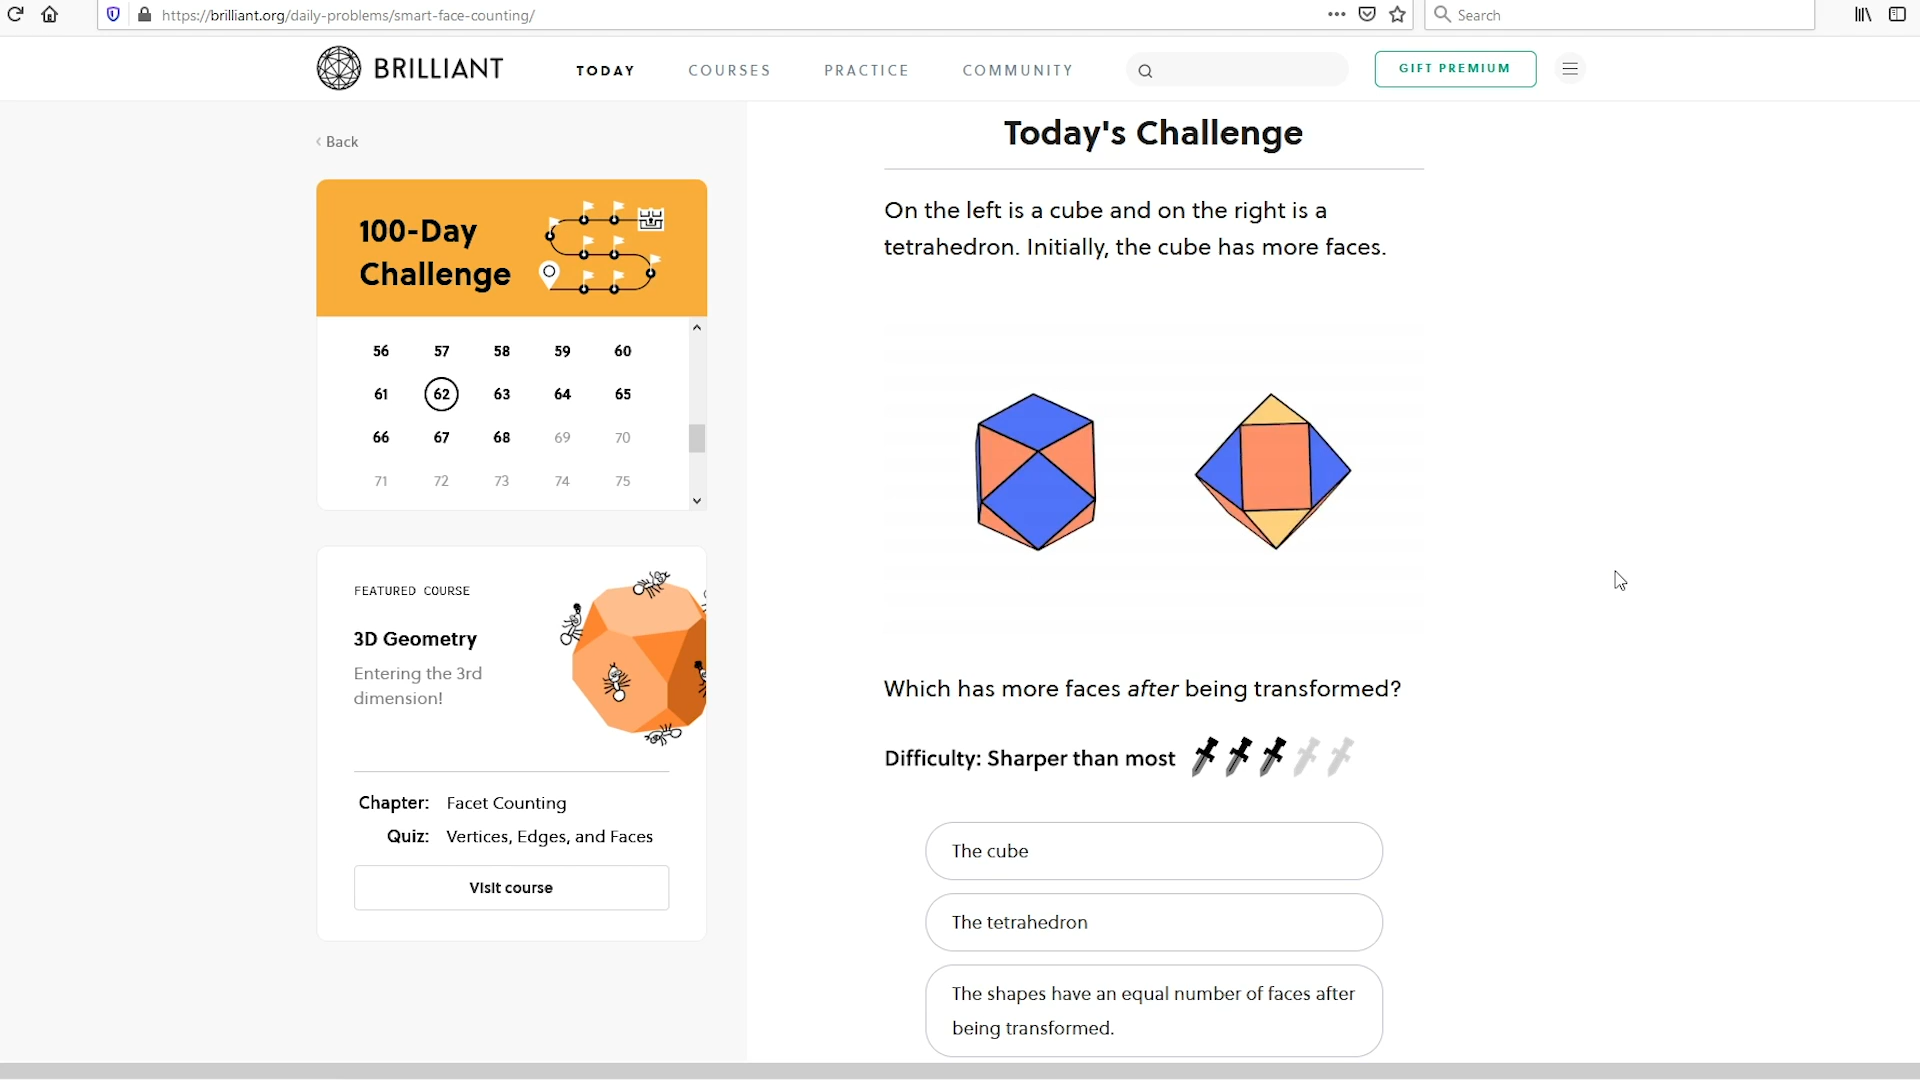 https://brilliant.org/daily-problems/smart-face-counting/
Search
BRILLIANT
TODAY
COURSES
PRACTICE
COMMUNITY
GIFT PREMIUM
Back
100-Day
Challenge
56 57 58 59 60
61 62 63 64 65
66 67 68 69 70
71 72 73 74 75
FEATURED COURSE
3D Geometry
Entering the 3rd
dimension!
Chapter: Facet Counting
Quiz: Vertices, Edges, and Faces
Visit course
Today's Challenge
On the left is a cube and on the right is a
tetrahedron. Initially, the cube has more faces.
Which has more faces after being transformed?
Difficulty: Sharper than most
The cube
The tetrahedron
The shapes have an equal number of faces after
being transformed.